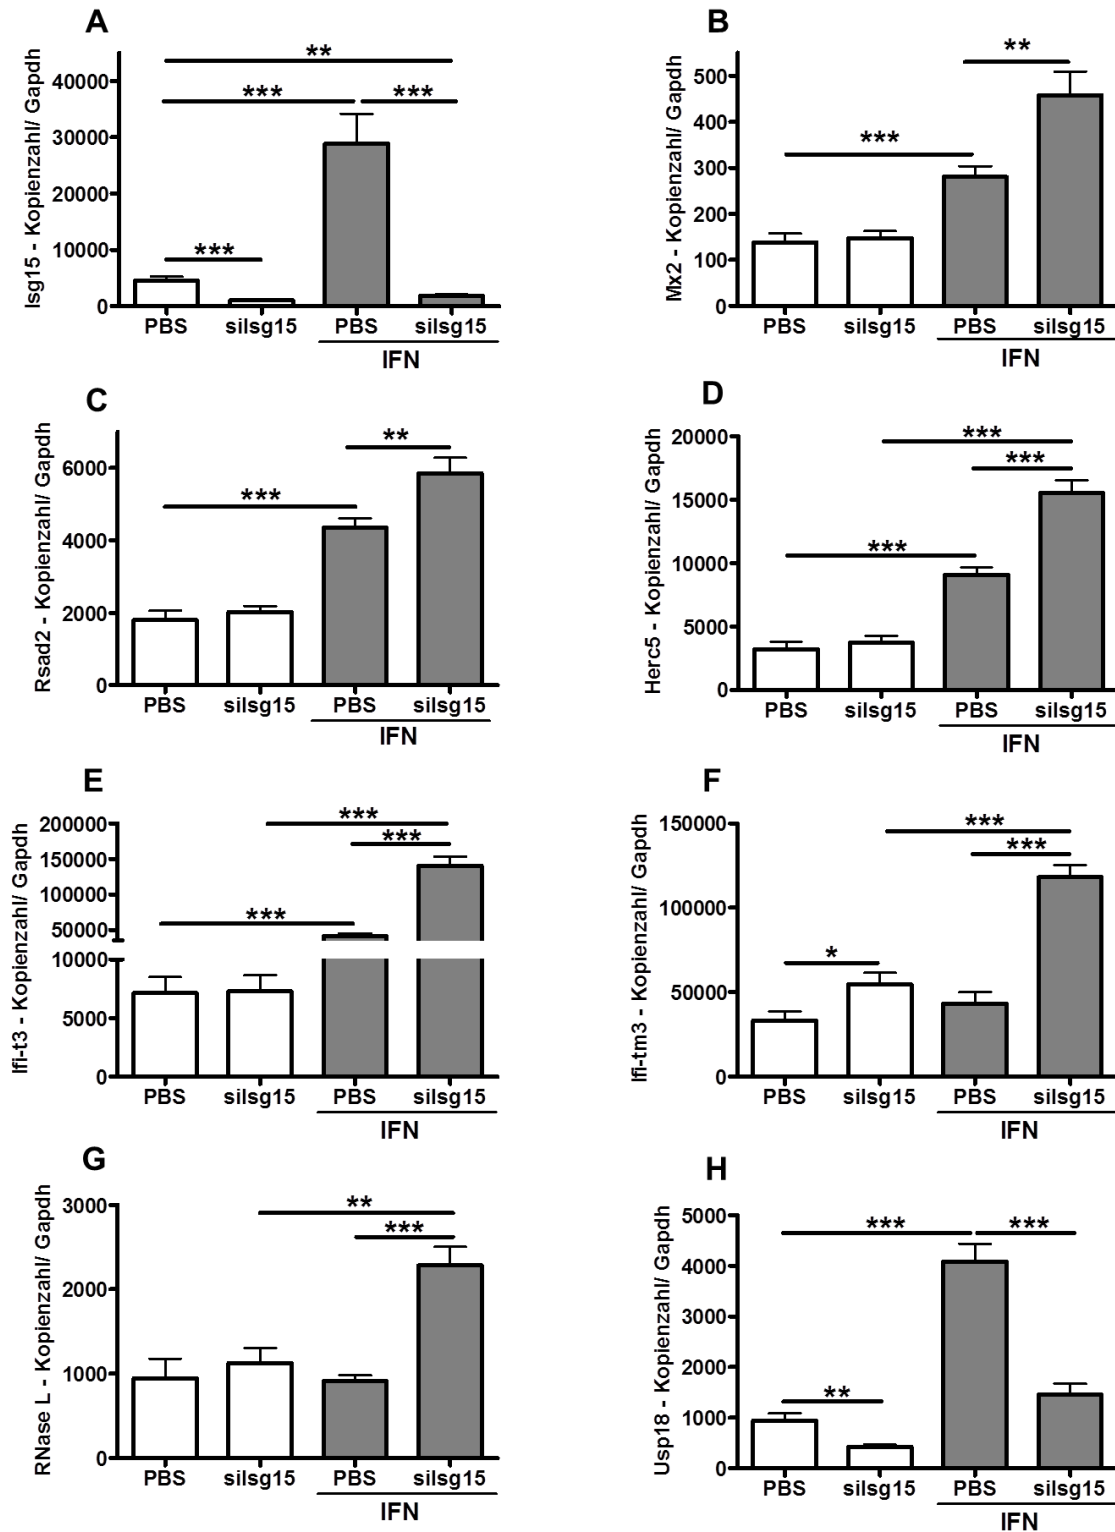 A
Isg15 - Kopienzahl/ Gapdh
40000
30000
20000
10000
0
**
*** ***
***
PBS siIsg15 PBS siIsg15
IFN
B
Mx2 - Kopienzahl/ Gapdh
500
400
300
200
100
0
**
***
PBS siIsg15 PBS siIsg15
IFN
C
Rsad2 - Kopienzahl/ Gapdh
6000
4000
2000
0
**
***
PBS siIsg15 PBS siIsg15
IFN
D
Herc5 - Kopienzahl/ Gapdh
20000
15000
10000
5000
0
***
***
***
PBS siIsg15 PBS siIsg15
IFN
E
Ifi-t3 - Kopienzahl/ Gapdh
200000
150000
100000
50000
10000
5000
0
***
***
***
PBS siIsg15 PBS siIsg15
IFN
F
Ifi-tm3 - Kopienzahl/ Gapdh
150000
100000
50000
0
***
***
*
PBS siIsg15 PBS siIsg15
IFN
G
RNase L - Kopienzahl/ Gapdh
3000
2000
1000
0
**
***
PBS siIsg15 PBS siIsg15
IFN
H
Usp18 - Kopienzahl/ Gapdh
5000
4000
3000
2000
1000
0
*** ***
**
PBS siIsg15 PBS siIsg15
IFN